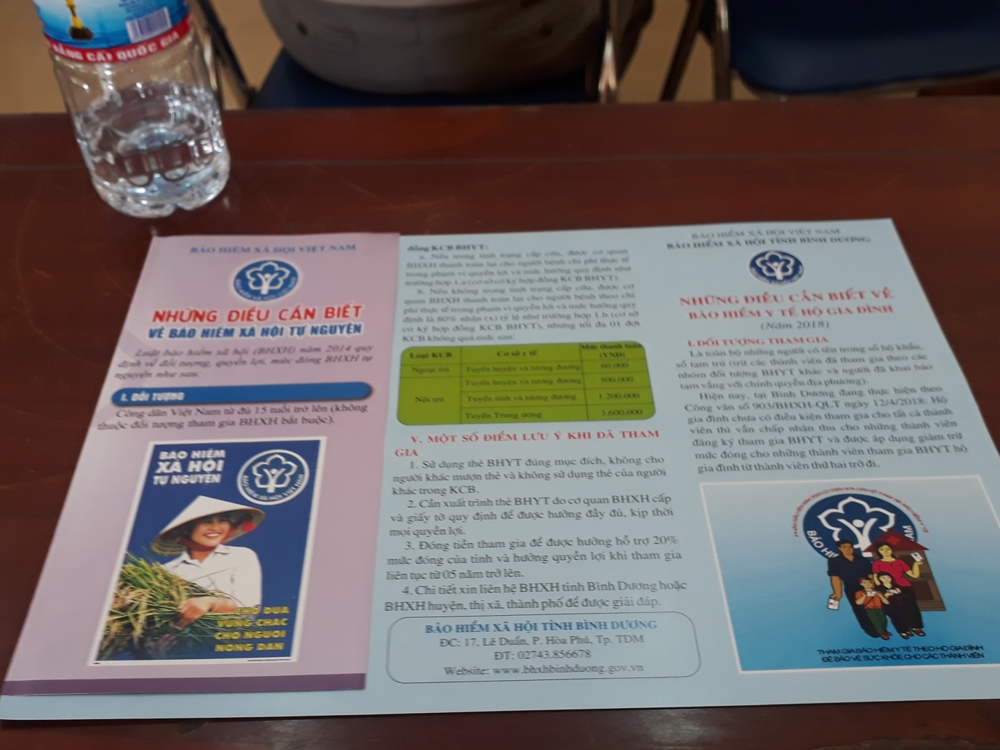 BẰNG CẤP QUỐC GIA
BẢO HIỂM XÃ HỘI VIỆT NAM
NHỮNG ĐIỀU CẦN BIẾT
VỀ BẢO HIỂM XÃ HỘI TỰ NGUYỆN
Luật bảo hiểm xã hội (BHXH) năm 2014 quy
định về đối tượng, quyền lợi, mức đóng BHXH tự
nguyện như sau:
I. ĐỐI TƯỢNG
Công dân Việt Nam từ đủ 15 tuổi trở lên (không
thuộc đối tượng tham gia BHXH bắt buộc).
BẢO HIỂM
XÃ HỘI
TỰ NGUYỆN
BẢO HIỂM XÃ HỘI VIỆT NAM
CHỖ DỰA
VỮNG CHẮC
CHO NGƯỜI
NÔNG DÂN
đồng KCB BHYT:
a. Nếu trong tình trạng cấp cứu, được cơ quan
BHXH thanh toán lại cho người bệnh chi phí thực tế
trong phạm vi quyền lợi và mức hưởng quy định như
trường hợp 1.a (cơ sở có ký hợp đồng KCB BHYT).
b. Nếu không trong tình trạng cấp cứu, được cơ
quan BHXH thanh toán lại cho người bệnh theo chi
phí thực tế trong phạm vi quyền lợi và mức hưởng quy
định là 80% nhân (x) tỷ lệ như trường hợp 1.b (cơ sở
có ký hợp đồng KCB BHYT), nhưng tối đa 01 đợt
KCB không quá mức sau:
Loại KCB Cơ sở y tế Mức thanh toán
(VNĐ)
Ngoại trú Tuyến huyện và tương đương 60.000
Nội trú Tuyến huyện và tương đương 500.000
Tuyến tỉnh và tương đương 1.200.000
Tuyến Trung ương 3.600.000
V. MỘT SỐ ĐIỂM LƯU Ý KHI ĐÃ THAM
GIA
1. Sử dụng thẻ BHYT đúng mục đích, không cho
người khác mượn thẻ và không sử dụng thẻ của người
khác trong KCB.
2. Cần xuất trình thẻ BHYT do cơ quan BHXH cấp
và giấy tờ quy định để được hưởng đầy đủ, kịp thời
mọi quyền lợi.
3. Đóng tiền tham gia để được hưởng hỗ trợ 20%
mức đóng của tỉnh và hưởng quyền lợi khi tham gia
liên tục từ 05 năm trở lên.
4. Chi tiết xin liên hệ BHXH tỉnh Bình Dương hoặc
BHXH huyện, thị xã, thành phố để được giải đáp.
BẢO HIỂM XÃ HỘI TỈNH BÌNH DƯƠNG
ĐC: 17, Lê Duẩn, P. Hòa Phú, Tp. TDM
ĐT: 02743.856678
Website: www.bhxhbinhduong.gov.vn
BẢO HIỂM XÃ HỘI VIỆT NAM
BẢO HIỂM XÃ HỘI TỈNH BÌNH DƯƠNG
NHỮNG ĐIỀU CẦN BIẾT VỀ
BẢO HIỂM Y TẾ HỘ GIA ĐÌNH
(Năm 2018)
I. ĐỐI TƯỢNG THAM GIA
Là toàn bộ những người có tên trong sổ hộ khẩu,
sổ tạm trú (trừ các thành viên đã tham gia theo các
nhóm đối tượng BHYT khác và người đã khai báo
tạm vắng với chính quyền địa phương).
Hiện nay, tại Bình Dương đang thực hiện theo
Công văn số 903/BHXH-QLT ngày 12/4/2018: Hộ
gia đình chưa có điều kiện tham gia cho tất cả thành
viên thì vẫn chấp nhận thu cho những thành viên
đăng ký tham gia BHYT và được áp dụng giảm trừ
mức đóng cho những thành viên tham gia BHYT hộ
gia đình từ thành viên thứ hai trở đi.
BẢO HIỂM NAM
THAM GIA BẢO HIỂM Y TẾ THEO HỘ GIA ĐÌNH
ĐỂ BẢO VỆ SỨC KHỎE CHO CÁC THÀNH VIÊN